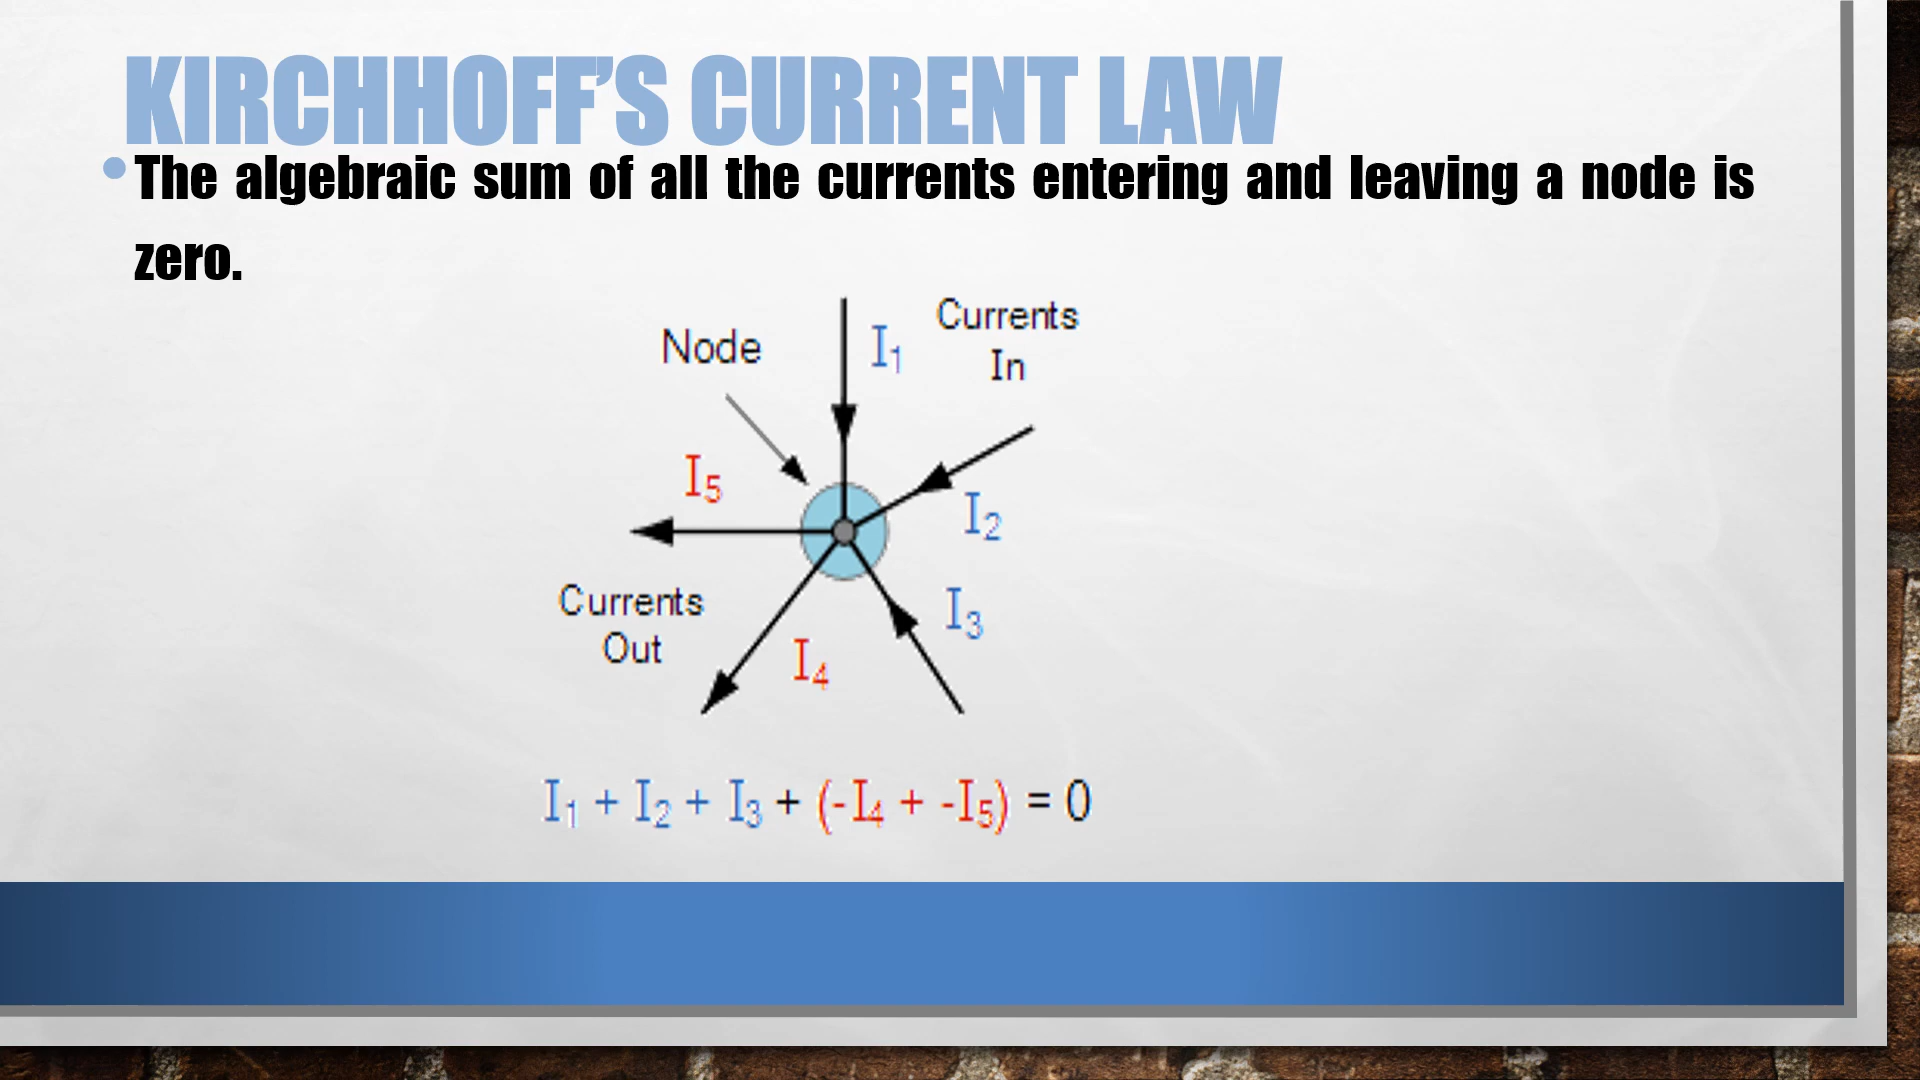 KIRCHHOFF’S CURRENT LAW
•The algebraic sum of all the currents entering and leaving a node is
zero.
Node
I₁
Currents
In
I₅
I₂
Currents
Out
I₃
I₄
I₁ + I₂ + I₃ + (-I₄ + -I₅) = 0